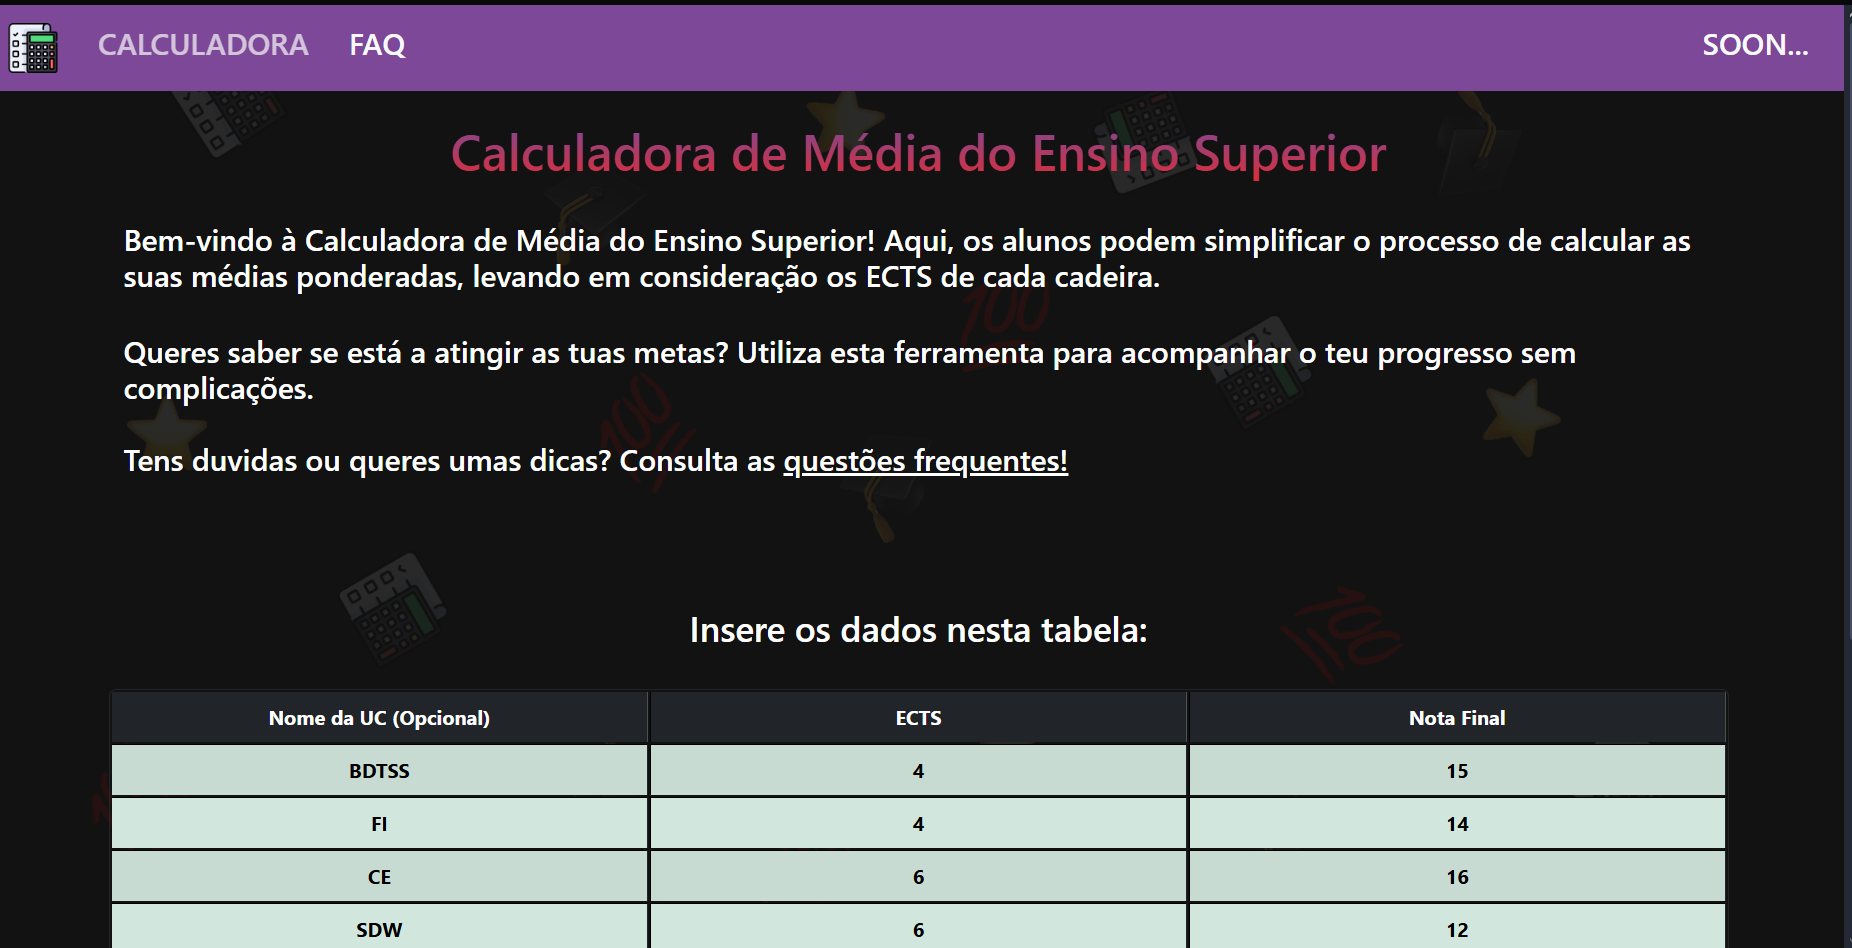 CALCULADORA FAQ SOON...
Calculadora de Média do Ensino Superior
Bem-vindo à Calculadora de Média do Ensino Superior! Aqui, os alunos podem simplificar o processo de calcular as
suas médias ponderadas, levando em consideração os ECTS de cada cadeira.
Queres saber se está a atingir as tuas metas? Utiliza esta ferramenta para acompanhar o teu progresso sem
complicações.
Tens duvidas ou queres umas dicas? Consulta as questões frequentes!
Insere os dados nesta tabela:
Nome da UC (Opcional) ECTS Nota Final
BDTSS 4 15
FI 4 14
CE 6 16
SDW 6 12
100
100
100